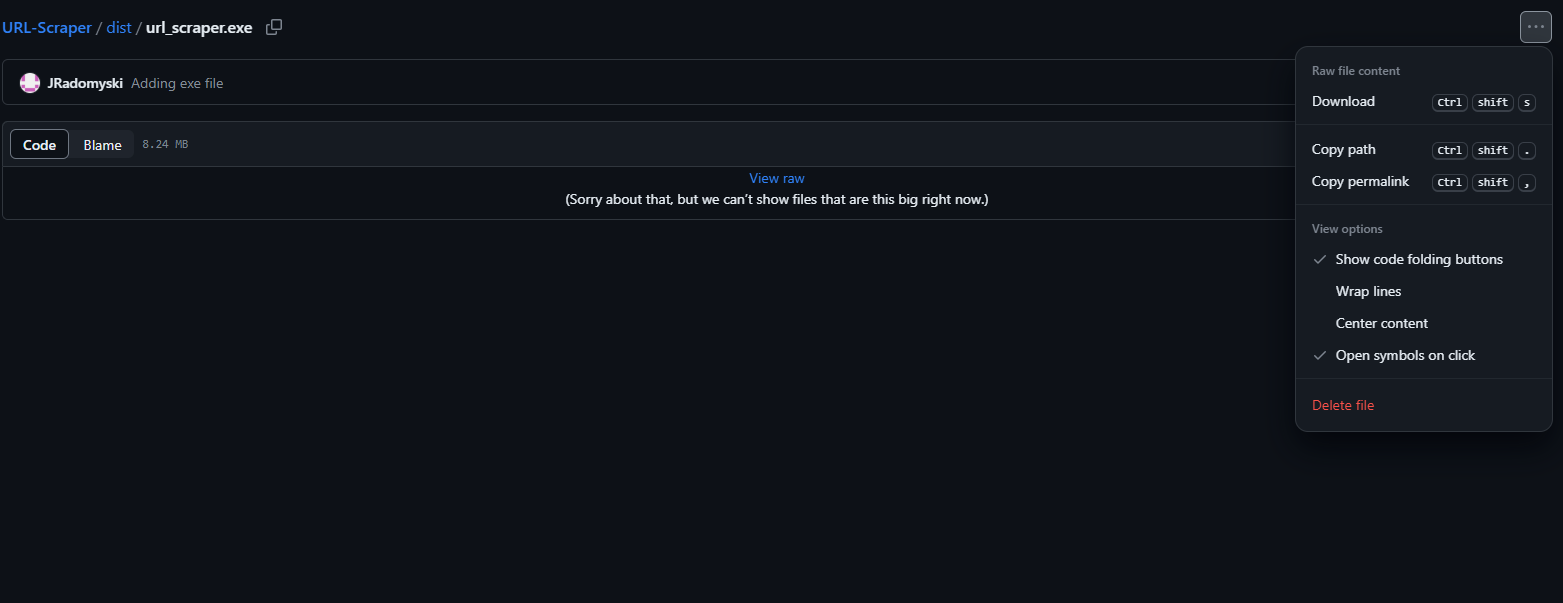 URL-Scraper / dist / url_scraper.exe
JRadomyski Adding exe file
Code Blame 8.24 MB
View raw
(Sorry about that, but we can’t show files that are this big right now.)
Raw file content
Download Ctrl shift s
Copy path Ctrl shift .
Copy permalink Ctrl shift ,
View options
Show code folding buttons
Wrap lines
Center content
Open symbols on click
Delete file